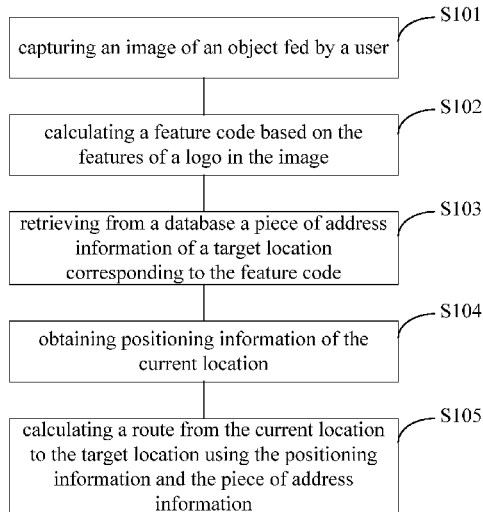 S101
capturing an image of an object fed by a user
S102
calculating a feature code based on the
features of a logo in the image
S103
retrieving from a database a piece of address
information of a target location
corresponding to the feature code
S104
obtaining positioning information of the
current location
S105
calculating a route from the current location
to the target location using the positioning
information and the piece of address
information